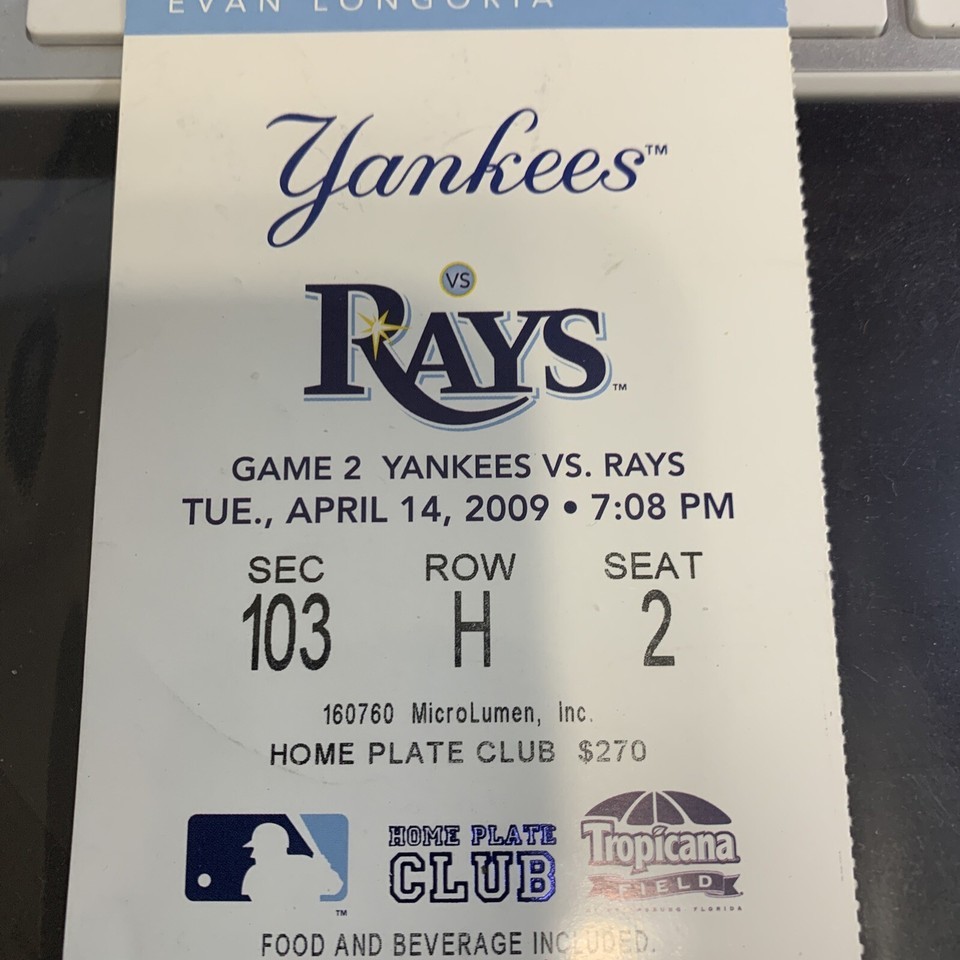 EVAN LONGORIA
Yankees™
VS
RAYS™
GAME 2 YANKEES VS. RAYS
TUE., APRIL 14, 2009 • 7:08 PM
SEC ROW SEAT
103 H 2
160760 MicroLumen, Inc.
HOME PLATE CLUB $270
HOME PLATE
CLUB
Tropicana
FIELD
TM
FOOD AND BEVERAGE INCLUDED.